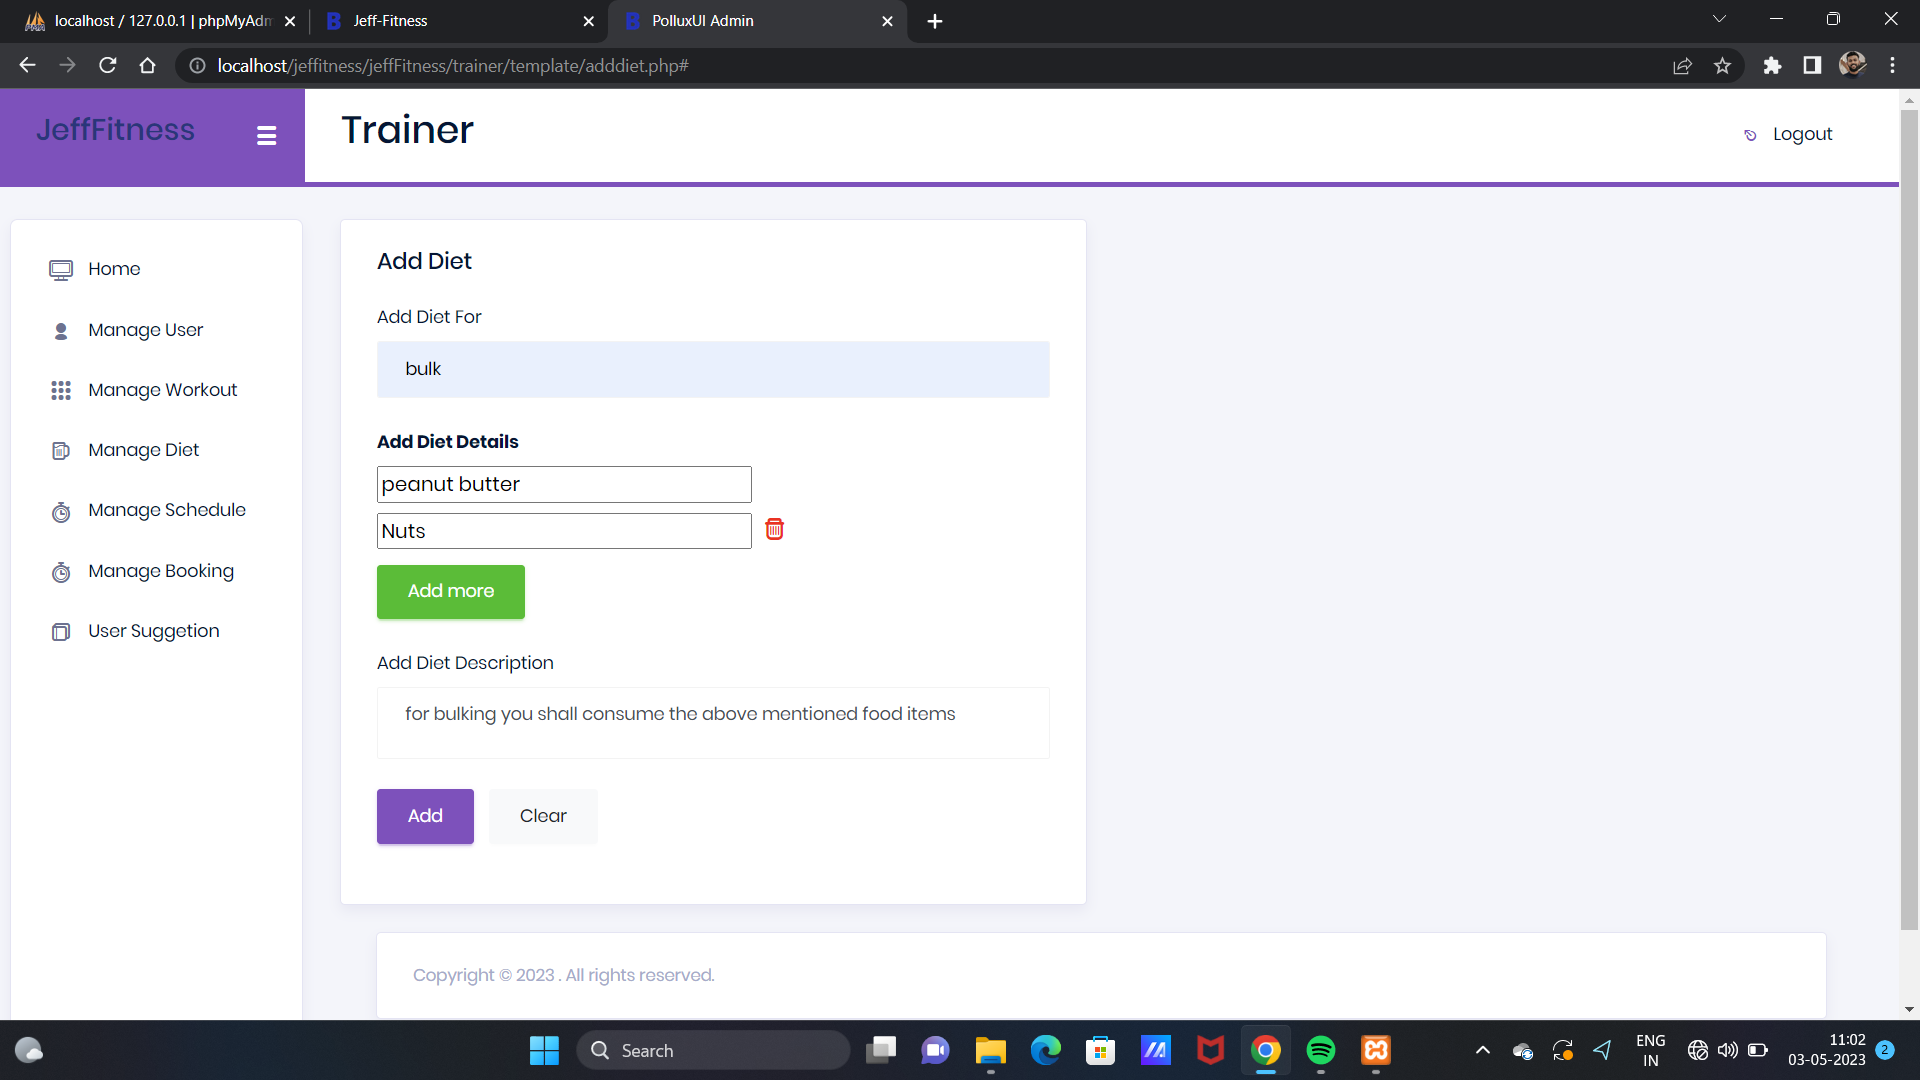 localhost / 127.0.0.1 | phpMyAdm
Jeff-Fitness
PolluxUI Admin
localhost/jeffitness/jeffFitness/trainer/template/adddiet.php#
JeffFitness
Trainer
Logout
Home
Manage User
Manage Workout
Manage Diet
Manage Schedule
Manage Booking
User Suggetion
Add Diet
Add Diet For
bulk
Add Diet Details
peanut butter
Nuts
Add more
Add Diet Description
for bulking you shall consume the above mentioned food items
Add
Clear
Copyright © 2023 . All rights reserved.
Search
ENG
IN
11:02
03-05-2023
2